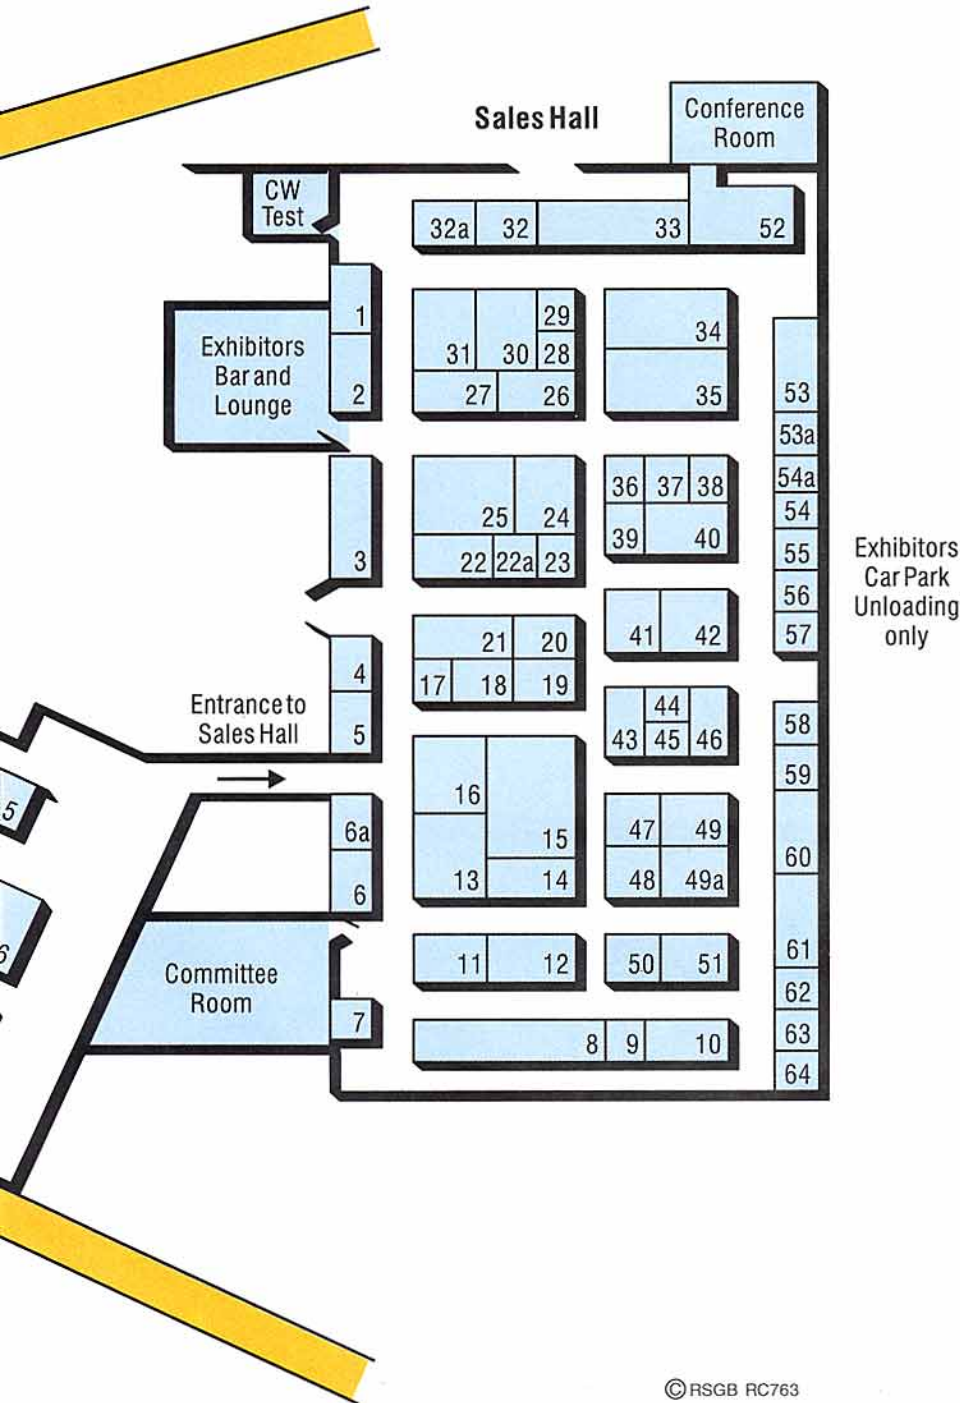 Sales Hall
Conference
Room
CW
Test
32a 32 33 52
1
29
34
Exhibitors
Bar and
Lounge
31 30 28
2
27 26
35
53
53a
36 37 38
54a
25 24
54
39 40
3
22 22a 23
55
Exhibitors
Car Park
Unloading
only
56
41 42
57
21 20
4
17 18 19
Entrance to
Sales Hall
5
44
43 45 46
58
59
16
5
6a
15
47 49
60
13 14
48 49a
6
6
61
11 12
50 51
Committee
Room
62
7
63
8 9 10
64
© RSGB RC763